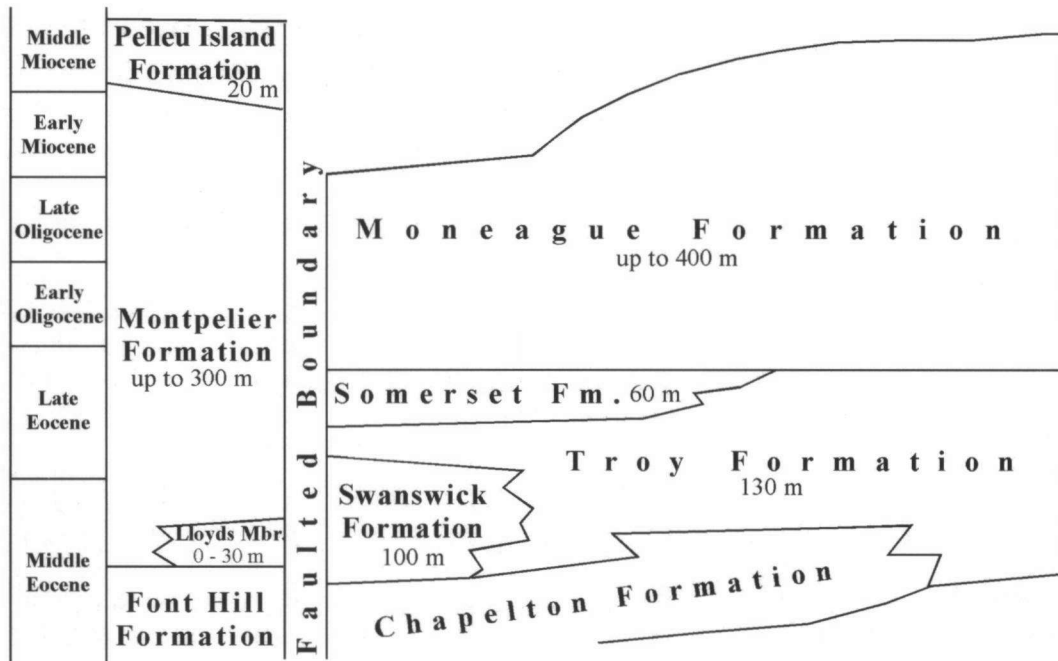 Middle
Miocene
Early
Miocene
Late
Oligocene
Early
Oligocene
Late
Eocene
Middle
Eocene
Pelleu Island
Formation
20 m
Montpelier
Formation
up to 300 m
Lloyds Mbr.
0 - 30 m
Font Hill
Formation
Faulted Boundary
Moneague Formation
up to 400 m
Somerset Fm. 60 m
Troy Formation
130 m
Swanswick
Formation
100 m
Chapelton Formation